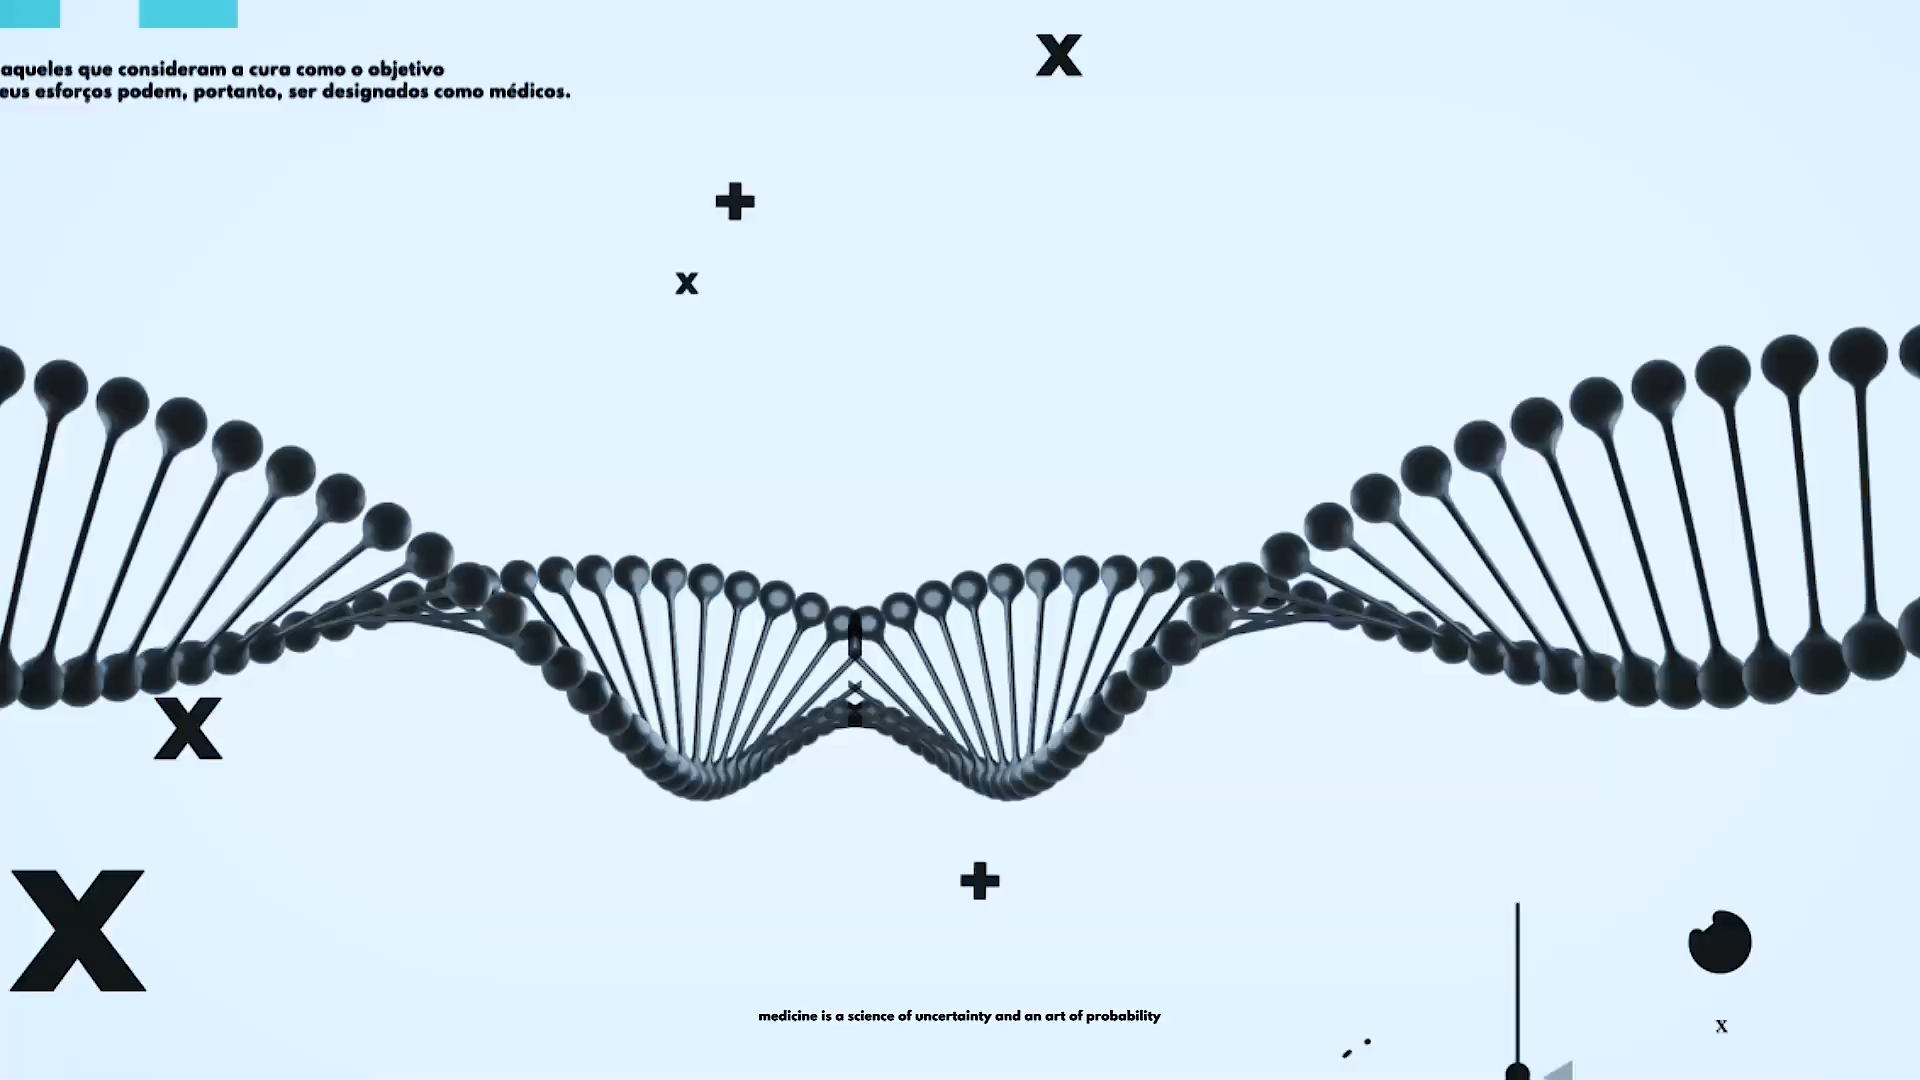 aqueles que consideram a cura como o objetivo
eus esforços podem, portanto, ser designados como médicos.
x
x
x
x
medicine is a science of uncertainty and an art of probability
x